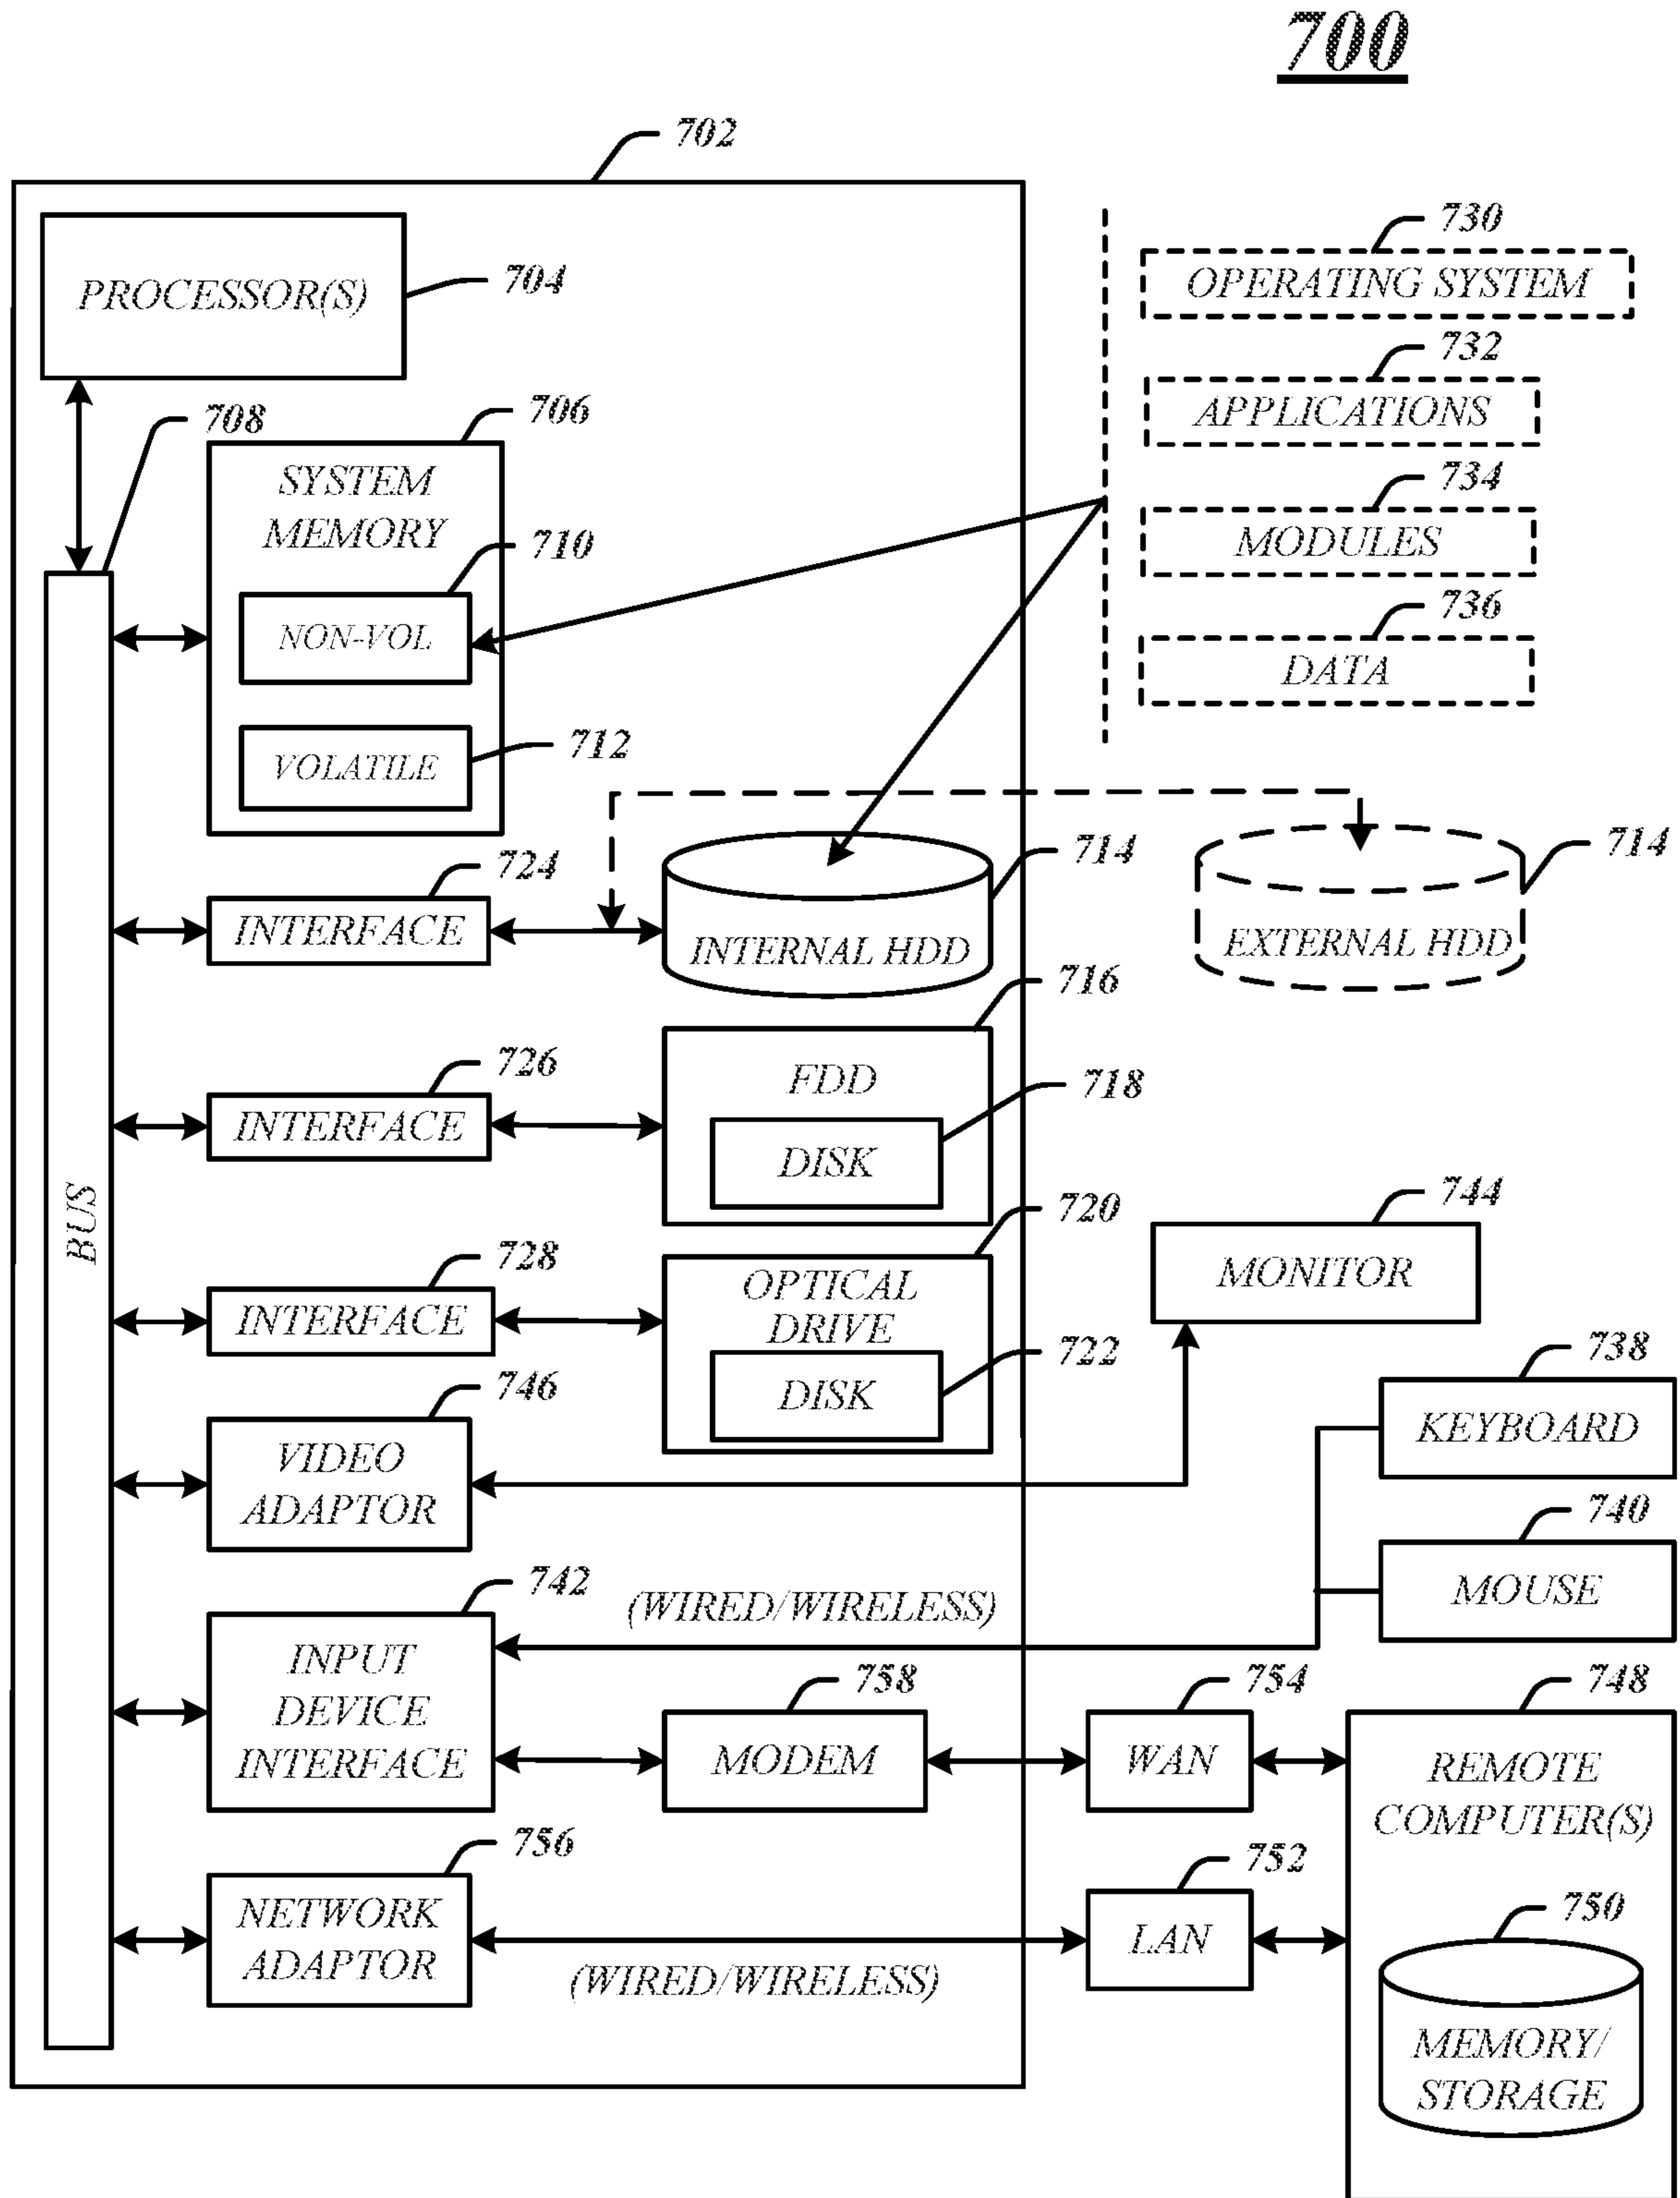 700
702
PROCESSOR(S)
704
730
OPERATING SYSTEM
732
APPLICATIONS
734
MODULES
736
DATA
708
706
SYSTEM
MEMORY
710
NON-VOL
712
VOLATILE
724
INTERFACE
714
INTERNAL HDD
714
EXTERNAL HDD
716
726
INTERFACE
FDD
718
DISK
BUS
720
728
INTERFACE
OPTICAL
DRIVE
722
DISK
744
MONITOR
738
KEYBOARD
746
VIDEO
ADAPTOR
740
MOUSE
742
(WIRED/WIRELESS)
INPUT
DEVICE
INTERFACE
758
MODEM
754
WAN
748
REMOTE
COMPUTER(S)
756
NETWORK
ADAPTOR
(WIRED/WIRELESS)
752
LAN
750
MEMORY/
STORAGE